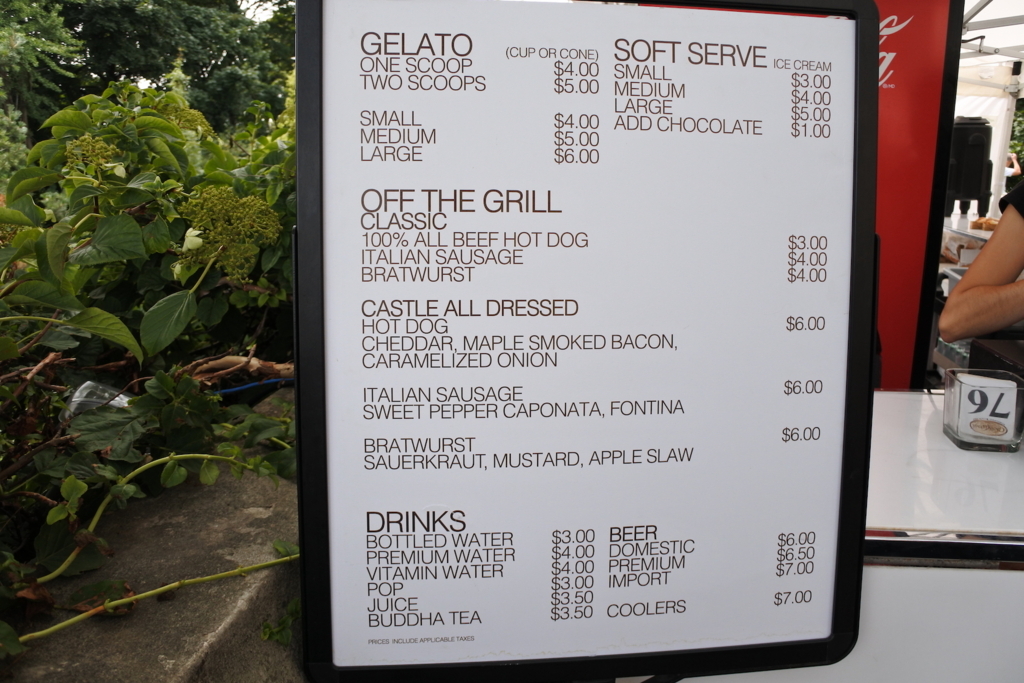 GELATO (CUP OR CONE)
ONE SCOOP $4.00
TWO SCOOPS $5.00
SMALL $4.00
MEDIUM $5.00
LARGE $6.00
SOFT SERVE ICE CREAM
SMALL $3.00
MEDIUM $4.00
LARGE $5.00
ADD CHOCOLATE $1.00
OFF THE GRILL
CLASSIC
100% ALL BEEF HOT DOG $3.00
ITALIAN SAUSAGE $4.00
BRATWURST $4.00
CASTLE ALL DRESSED
HOT DOG $6.00
CHEDDAR, MAPLE SMOKED BACON,
CARAMELIZED ONION
ITALIAN SAUSAGE $6.00
SWEET PEPPER CAPONATA, FONTINA
BRATWURST $6.00
SAUERKRAUT, MUSTARD, APPLE SLAW
DRINKS
BOTTLED WATER $3.00
PREMIUM WATER $4.00
VITAMIN WATER $4.00
POP $3.00
JUICE $3.50
BUDDHA TEA $3.50
BEER
DOMESTIC $6.00
PREMIUM $6.50
IMPORT $7.00
COOLERS $7.00
PRICES INCLUDE APPLICABLE TAXES